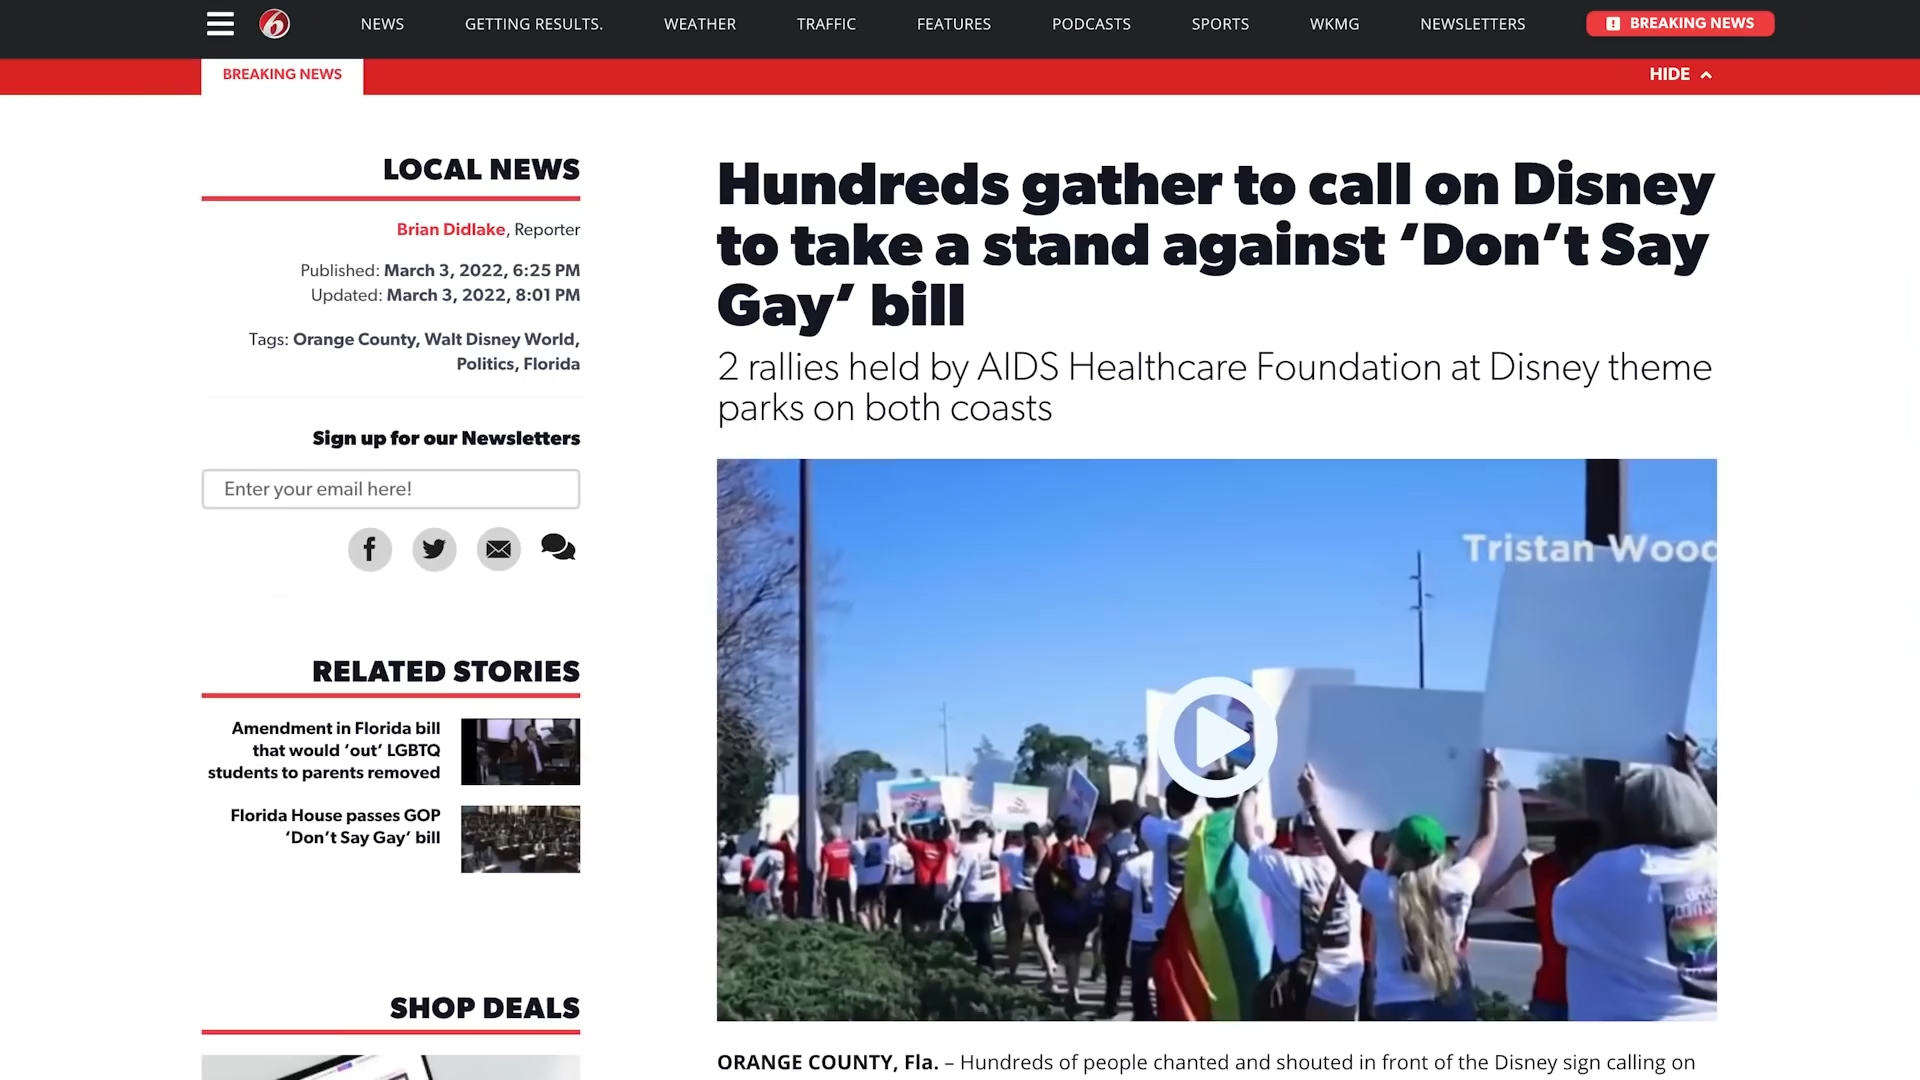 6
NEWS
GETTING RESULTS.
WEATHER
TRAFFIC
FEATURES
PODCASTS
SPORTS
WKMG
NEWSLETTERS
BREAKING NEWS
BREAKING NEWS
HIDE
LOCAL NEWS
Brian Didlake, Reporter
Published: March 3, 2022, 6:25 PM
Updated: March 3, 2022, 8:01 PM
Tags: Orange County, Walt Disney World,
Politics, Florida
Sign up for our Newsletters
Enter your email here!
RELATED STORIES
Amendment in Florida bill
that would ‘out’ LGBTQ
students to parents removed
Florida House passes GOP
‘Don’t Say Gay’ bill
SHOP DEALS
Hundreds gather to call on Disney
to take a stand against ‘Don’t Say
Gay’ bill
2 rallies held by AIDS Healthcare Foundation at Disney theme
parks on both coasts
Tristan Wood
ORANGE COUNTY, Fla. – Hundreds of people chanted and shouted in front of the Disney sign calling on